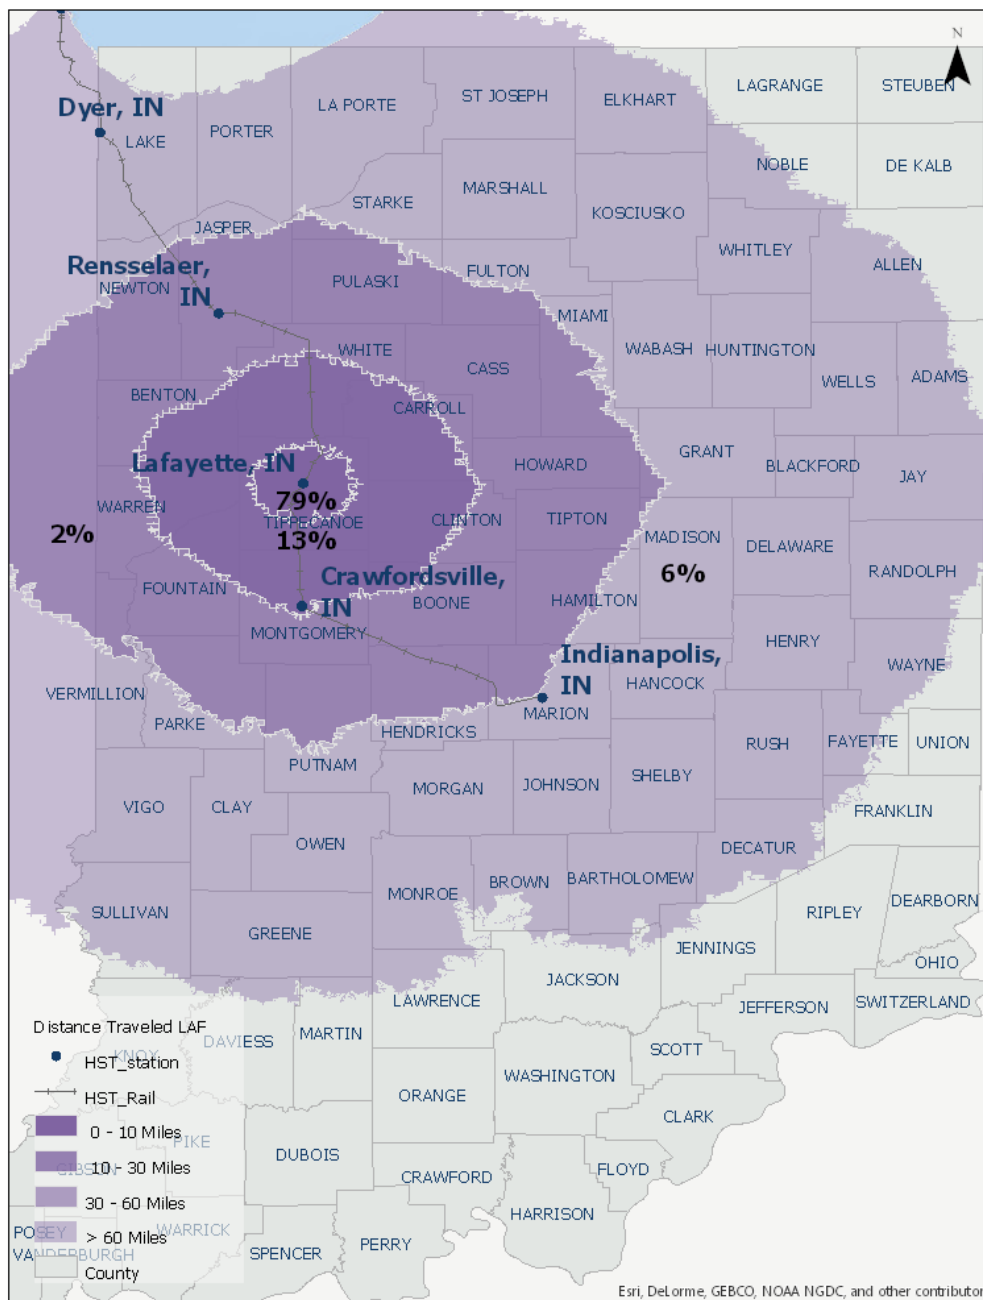 N
LAGRANGE
STEUBEN
ST JOSEPH
ELKHART
LA PORTE
Dyer, IN
PORTER
LAKE
NOBLE
DE KALB
MARSHALL
STARKE
KOSCIUSKO
JASPER
WHITLEY
Rensselaer,
IN
FULTON
ALLEN
PULASKI
NEWTON
MIAMI
WHITE
WABASH
HUNTINGTON
CASS
WELLS
ADAMS
BENTON
CARROLL
GRANT
Lafayette, IN
HOWARD
BLACKFORD
JAY
79%
WARREN
TIPPECANOE
CLINTON
TIPTON
2%
13%
MADISON
DELAWARE
6%
RANDOLPH
Crawfordsville,
IN
FOUNTAIN
BOONE
HAMILTON
MONTGOMERY
HENRY
Indianapolis,
IN
WAYNE
HANCOCK
VERMILLION
PARKE
MARION
HENDRICKS
RUSH
FAYETTE
UNION
PUTNAM
SHELBY
MORGAN
JOHNSON
VIGO
CLAY
FRANKLIN
OWEN
DECATUR
BROWN
BARTHOLOMEW
MONROE
DEARBORN
SULLIVAN
RIPLEY
GREENE
JENNINGS
OHIO
JACKSON
LAWRENCE
JEFFERSON
SWITZERLAND
Distance Traveled LAF
MARTIN
DAVIESS
KNOX
HST_station
SCOTT
WASHINGTON
HST_Rail
ORANGE
CLARK
0 - 10 Miles
PIKE
DUBOIS
10 - 30 Miles
GIBSON
FLOYD
CRAWFORD
30 - 60 Miles
HARRISON
POSEY
> 60 Miles
WARRICK
PERRY
VANDERBURGH
SPENCER
County
Esri, DeLorme, GEBCO, NOAA NGDC, and other contributor